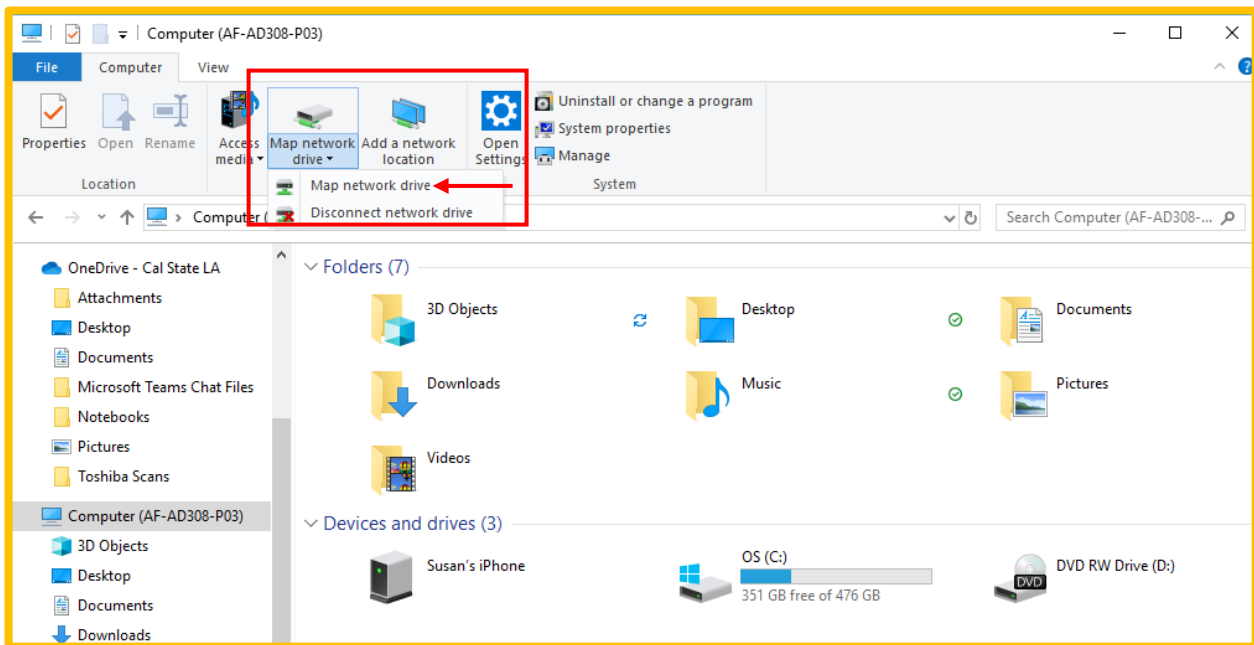 Computer (AF-AD308-P03)
File Computer View
Properties Open Rename Access media Map network drive Add a network location Open Settings
Uninstall or change a program
System properties
Manage
Location System
Map network drive
Disconnect network drive
Computer ( Search Computer (AF-AD308-...
OneDrive - Cal State LA
Attachments
Desktop
Documents
Microsoft Teams Chat Files
Notebooks
Pictures
Toshiba Scans
Computer (AF-AD308-P03)
3D Objects
Desktop
Documents
Downloads
Folders (7)
3D Objects Desktop Documents
Downloads Music Pictures
Videos
Devices and drives (3)
Susan's iPhone OS (C:) DVD RW Drive (D:)
351 GB free of 476 GB
DVD